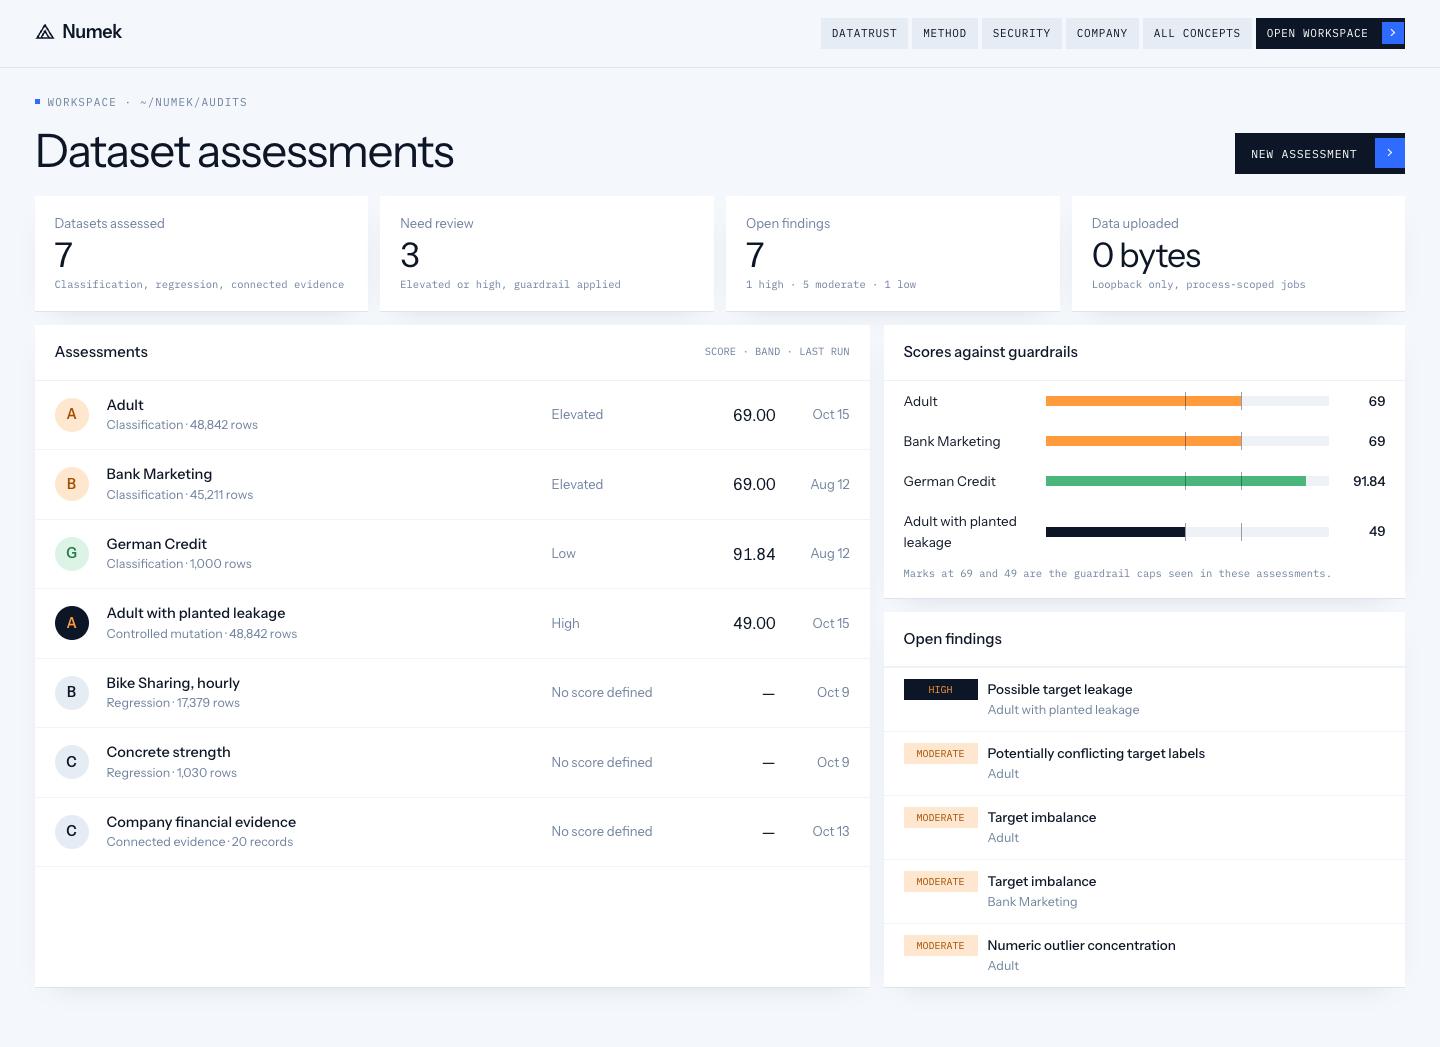 Numek
DATATRUST
METHOD
SECURITY
COMPANY
ALL CONCEPTS
OPEN WORKSPACE
WORKSPACE · ~/NUMEK/AUDITS
Dataset assessments
NEW ASSESSMENT
Datasets assessed
7
Classification, regression, connected evidence
Need review
3
Elevated or high, guardrail applied
Open findings
7
1 high · 5 moderate · 1 low
Data uploaded
0 bytes
Loopback only, process-scoped jobs
Assessments
SCORE · BAND · LAST RUN
A
Adult
Classification · 48,842 rows
Elevated
69.00
Oct 15
B
Bank Marketing
Classification · 45,211 rows
Elevated
69.00
Aug 12
G
German Credit
Classification · 1,000 rows
Low
91.84
Aug 12
A
Adult with planted leakage
Controlled mutation · 48,842 rows
High
49.00
Oct 15
B
Bike Sharing, hourly
Regression · 17,379 rows
No score defined
—
Oct 9
C
Concrete strength
Regression · 1,030 rows
No score defined
—
Oct 9
C
Company financial evidence
Connected evidence · 20 records
No score defined
—
Oct 13
Scores against guardrails
Adult
69
Bank Marketing
69
German Credit
91.84
Adult with planted
leakage
49
Marks at 69 and 49 are the guardrail caps seen in these assessments.
Open findings
HIGH
Possible target leakage
Adult with planted leakage
MODERATE
Potentially conflicting target labels
Adult
MODERATE
Target imbalance
Adult
MODERATE
Target imbalance
Bank Marketing
MODERATE
Numeric outlier concentration
Adult